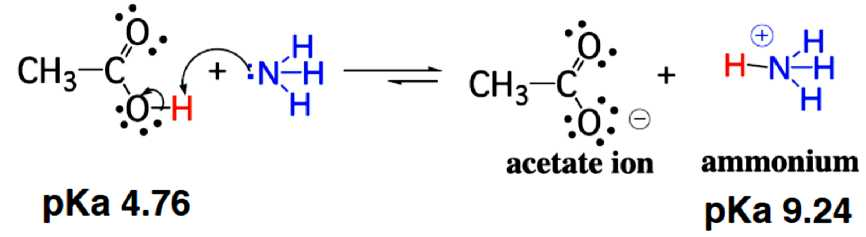 CH3–C O O–H + :N–H H H ⇌ CH3–C O O ⊖ + H–N ⊕ H H H
acetate ion ammonium
pKa 4.76 pKa 9.24